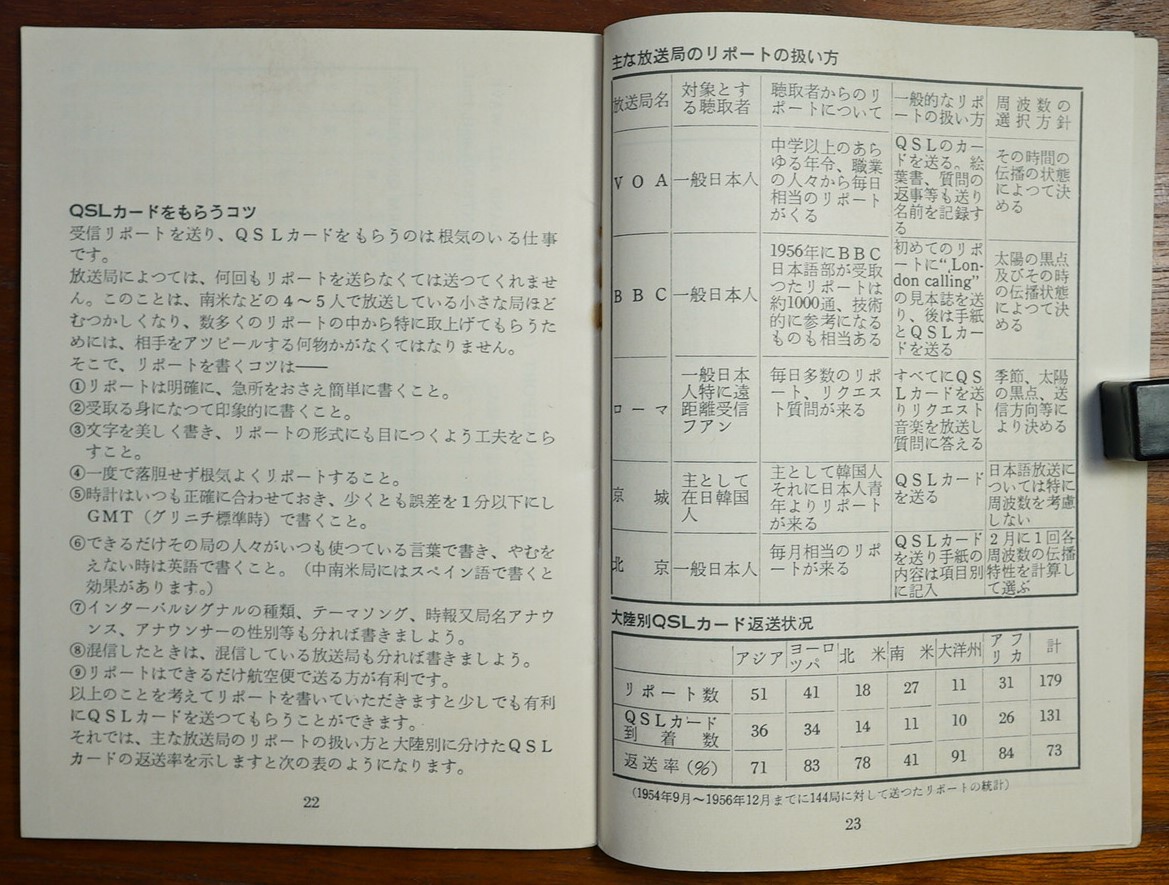 QSLカードをもらうコツ
受信リポートを送り、QSLカードをもらうのは根気のいる仕事
です。
放送局によつては、何回もリポートを送らなくては送つてくれませ
ん。このことは、南米などの4〜5人で放送している小さな局ほど
むつかしくなり、数多くのリポートの中から特に取上げてもらうた
めには、相手をアツピールする何物かがなくてはなりません。
そこで、リポートを書くコツは――
①リポートは明確に、急所をおさえ簡単に書くこと。
②受取る身になつて印象的に書くこと。
③文字を美しく書き、リポートの形式にも目につくよう工夫をこら
すこと。
④一度で落胆せず根気よくリポートすること。
⑤時計はいつも正確に合わせておき、少くとも誤差を1分以下にし
GMT(グリニチ標準時)で書くこと。
⑥できるだけその局の人々がいつも使つている言葉で書き、やむを
えない時は英語で書くこと。(中南米局にはスペイン語で書くと
効果があります。)
⑦インターバルシグナルの種類、テーマソング、時報又局名アナウ
ンス、アナウンサーの性別等も分れば書きましよう。
⑧混信したときは、混信している放送局も分れば書きましよう。
⑨リポートはできるだけ航空便で送る方が有利です。
以上のことを考えてリポートを書いていただきますと少しでも有利
にQSLカードを送つてもらうことができます。
それでは、主な放送局のリポートの扱い方と大陸別に分けたQSL
カードの返送率を示しますと次の表のようになります。
22
主な放送局のリポートの扱い方
放送局名
対象とす
る聴取者
聴取者からのリ
ポートについて
一般的なリポ
ートの扱い方
周波数の
選択方針
VOA
一般日本人
中学以上のあら
ゆる年令、職業
の人々から毎日
相当のリポート
がくる
QSLのカー
ドを送る。絵
葉書、質問の
返事等も送り
名前を記録す
る
その時間の
伝播の状態
によつて決
める
BBC
一般日本人
1956年にBBC
日本語部が受取
つたリポートは
約1000通、技術
的に参考になる
ものも相当ある
初めてのリポ
ートに“Lon-
don calling”
の見本誌を送
り、後は手紙
とQSLカー
ドを送る
太陽の黒点
及びその時
の伝播状態
によつて決
める
ローマ
一般日本
人特に遠
距離受信
フアン
毎日多数のリポ
ート、リクエス
ト質問が来る
すべてにQS
Lカードを送
りリクエスト
音楽を放送し
質問に答える
季節、太陽
の黒点、送
信方向等に
より決める
京城
主として
在日韓国
人
主として韓国人
それに日本人青
年よりリポート
が来る
QSLカード
を送る
日本語放送に
ついては特に
周波数を考慮
しない
北京
一般日本人
毎月相当のリポ
ートが来る
QSLカード
を送り手紙の
内容は項目別
に記入
2月に1回各
周波数の伝播
特性を計算し
て選ぶ
大陸別QSLカード返送状況
アジア ヨーロツパ 北米 南米 大洋州 アフリカ 計
リポート数 51 41 18 27 11 31 179
QSLカード到着数 36 34 14 11 10 26 131
返送率(%) 71 83 78 41 91 84 73
(1954年9月〜1956年12月までに144局に対して送つたリポートの統計)
23